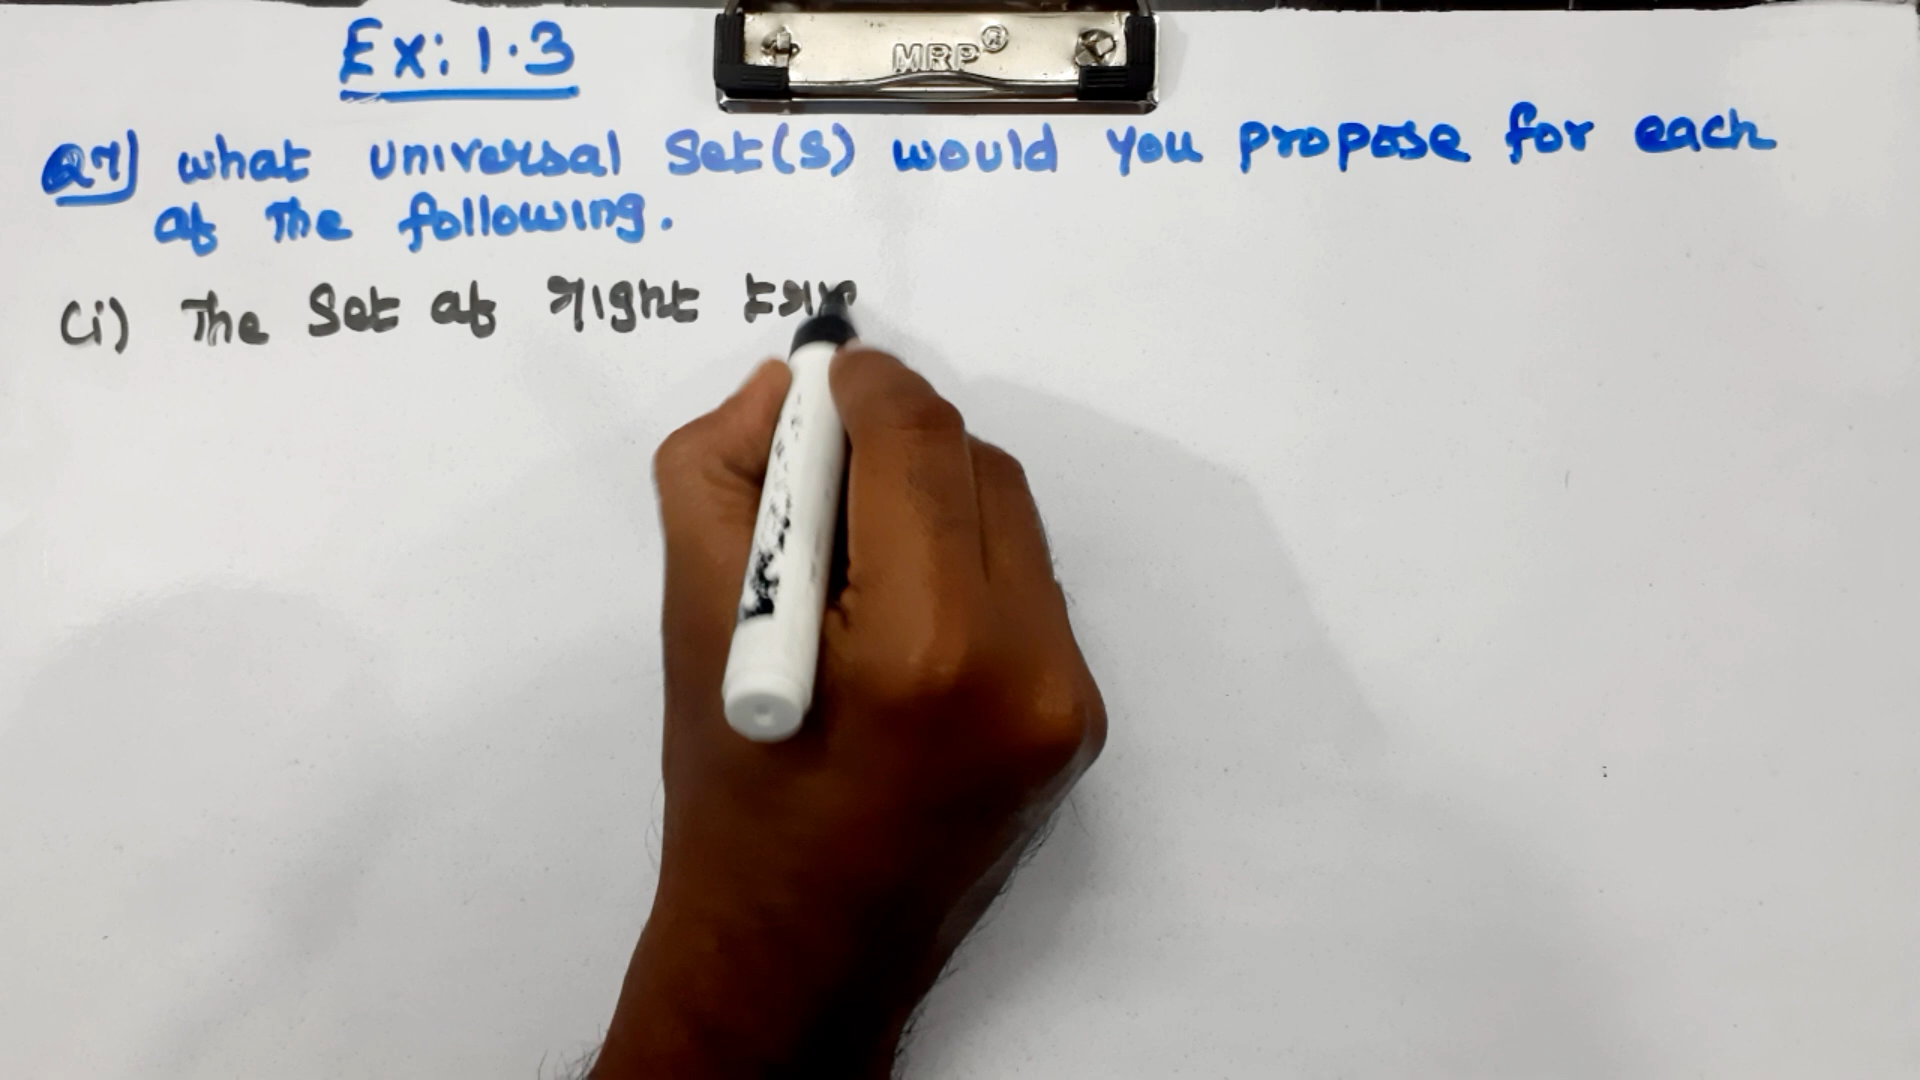 Ex: 1.3
MRP®
Q7) what universal set(s) would you propose for each
of the following.
(i) The set of right